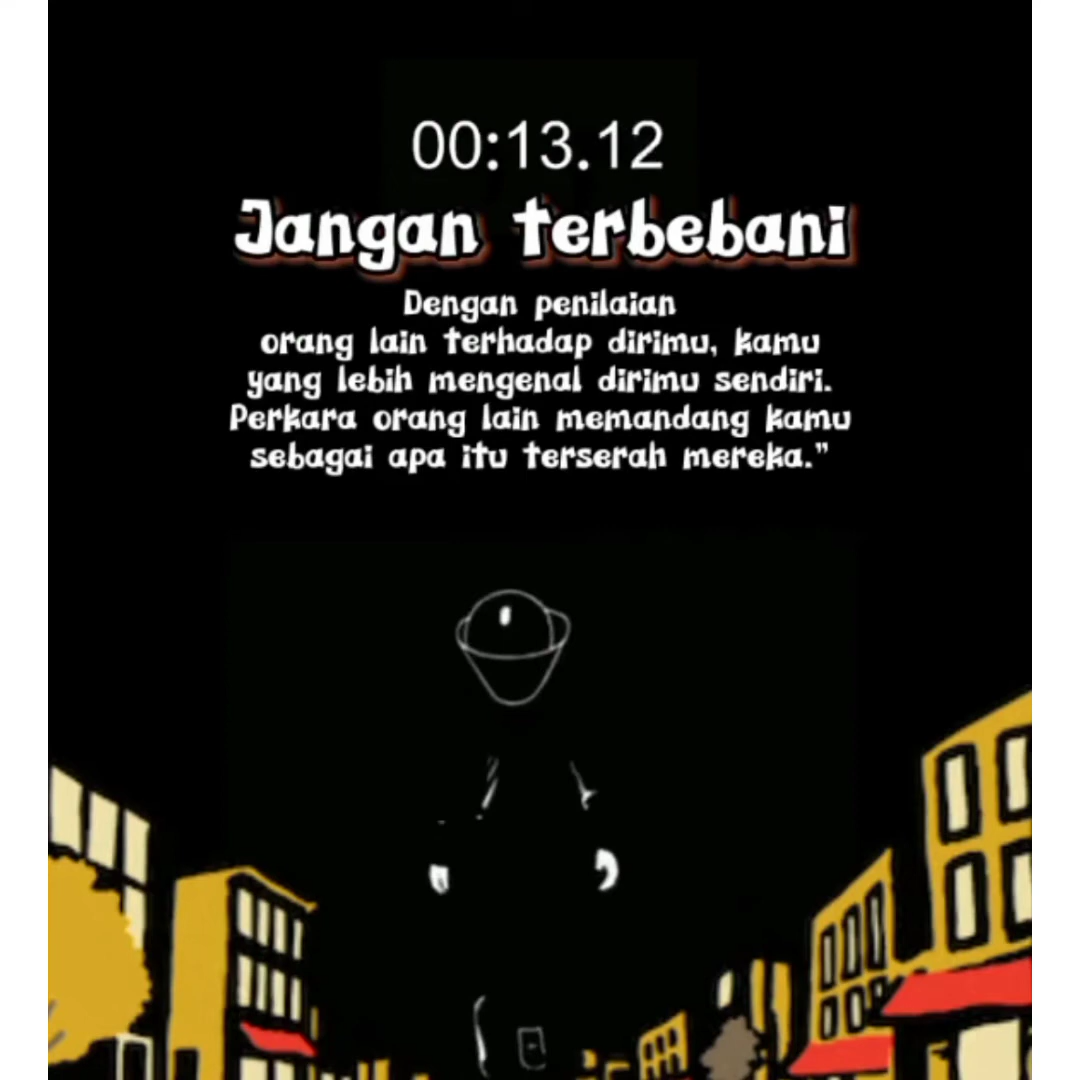 00:13.12
Jangan terbebani
Dengan penilaian
orang lain terhadap dirimu, kamu
yang lebih mengenal dirimu sendiri.
Perkara orang lain memandang kamu
sebagai apa itu terserah mereka.”